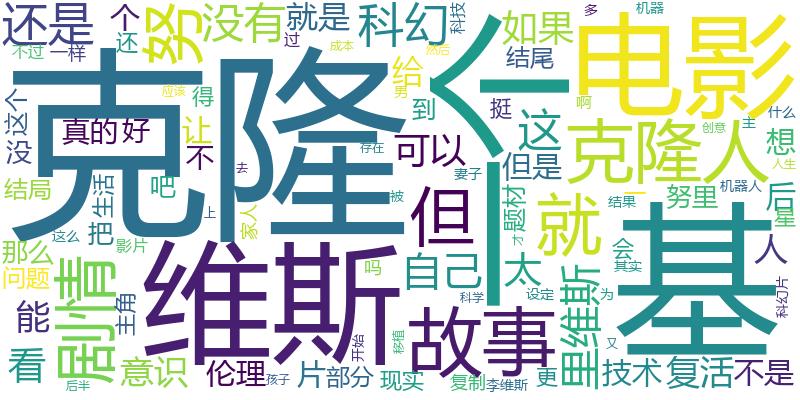 还是
个
还
努
没有
就是
过
科幻
科技
如果
多
机器
不过
一样
没
这个
真的
好
得
应该
成本
然后
男
给
结尾
电影
克隆
个
让
不
到
挺
这
啊
创意
主
什么
克隆人
想
人生
结局
把
生活
吧
去
存在
可以
但是
妻子
努里
机器人
后
星
那么
这么
上
家人
被
但
题材
才
就
一
结果
基
人
问题
影片
剧情
维斯
吗
自己
太
里维斯
会
其实
能
主角
科学
设定
为
科幻片
看
后半
意识
伦理
孩子
开始
片
部分
故事
移植
现实
复制
李维斯
更
又
技术
复活
不是